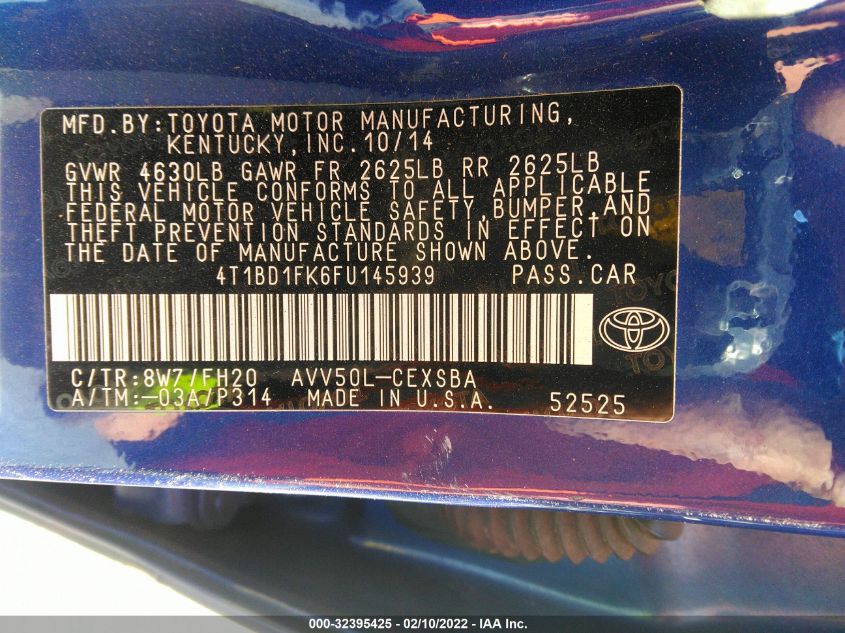 MFD.BY:TOYOTA MOTOR MANUFACTURING,
KENTUCKY,INC.10/14
GVWR 4630LB GAWR FR 2625LB RR 2625LB
THIS VEHICLE CONFORMS TO ALL APPLICABLE
FEDERAL MOTOR VEHICLE SAFETY,BUMPER,AND
THEFT PREVENTION STANDARDS IN EFFECT ON
THE DATE OF MANUFACTURE SHOWN ABOVE.
4T1BD1FK6FU145939 PASS.CAR
C/TR:8W7/FH20 AVV50L-CEXSBA
A/TM:-03A/P314 MADE IN U.S.A. 52525
000-32395425 - 02/10/2022 - IAA Inc.